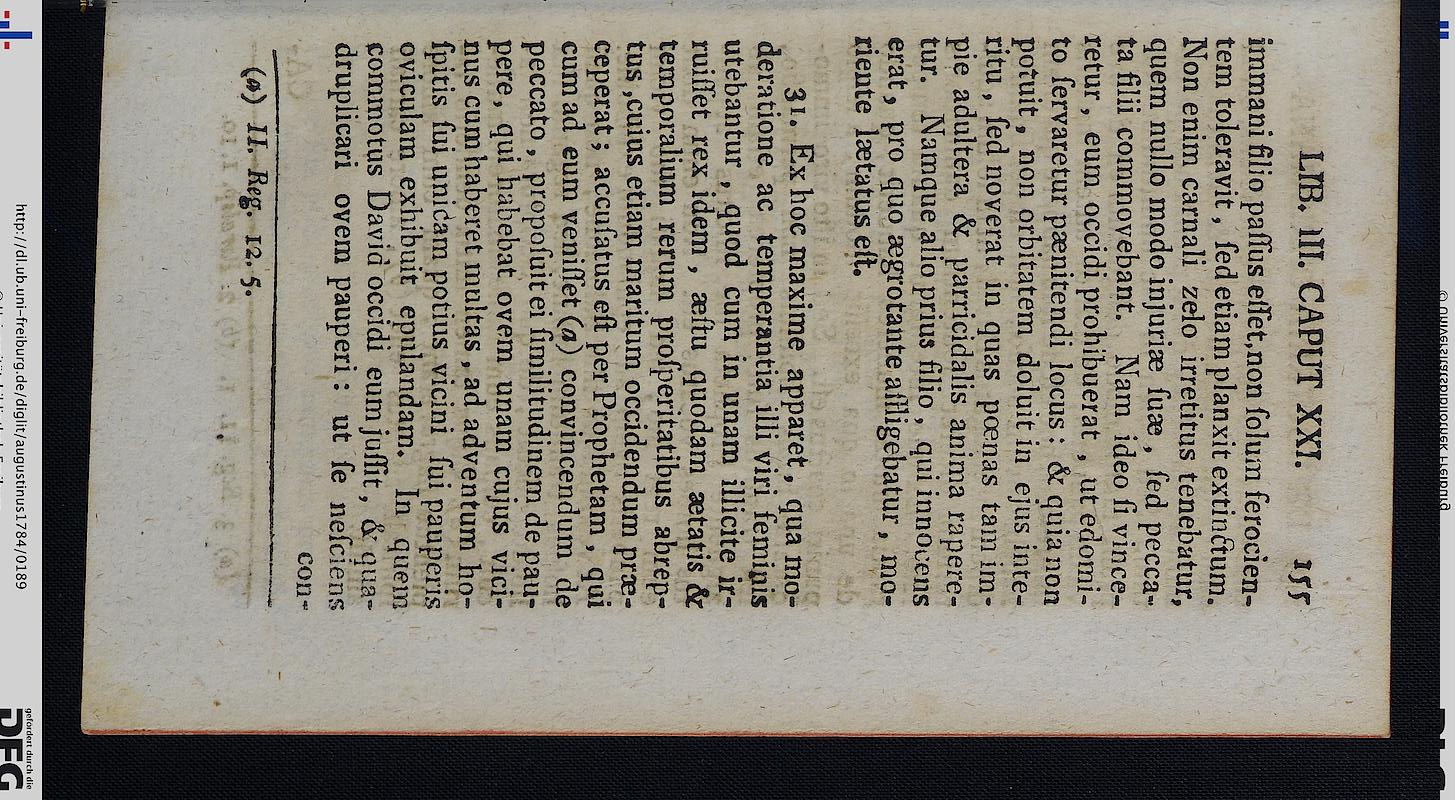 LIB. III. CAPUT XXI. 155
immani filio paſſus eſſet, non ſolum ferocien-
tem toleravit, ſed etiam planxit extinctum.
Non enim carnali zelo irretitus tenebatur,
quem nullo modo injuriæ ſuæ, ſed pecca-
ta filii commovebant. Nam ideo ſi vince-
retur, eum occidi prohibuerat, ut edomi-
to ſervaretur pænitendi locus: & quia non
potuit, non orbitatem doluit in ejus inte-
ritu, ſed noverat in quas pœnas tam im-
pie adultera & parricidalis anima rapere-
tur. Namque alio prius filio, qui innocens
erat, pro quo ægrotante affligebatur, mo-
riente lætatus eſt.
31. Ex hoc maxime apparet, qua mo-
deratione ac temperantia illi viri feminis
utebantur, quod cum in unam illicite ir-
ruiſſet rex idem, æſtu quodam ætatis &
temporalium rerum proſperitatibus abrep-
tus, cuius etiam maritum occidendum præ-
ceperat; accuſatus eſt per Prophetam, qui
cum ad eum veniſſet (a) convincendum de
peccato, propoſuit ei ſimilitudinem de pau-
pere, qui habebat ovem unam cujus vici-
nus cum haberet multas, ad adventum ho-
ſpitis ſui unicam potius vicini ſui pauperis
oviculam exhibuit epulandam. In quem
commotus David occidi eum juſſit, & qua-
druplicari ovem pauperi: ut ſe neſciens
con-
(a) II. Reg. 12. 5.
http://dl.ub.uni-freiburg.de/diglit/augustinus1784/0189
gefördert durch die
DFG